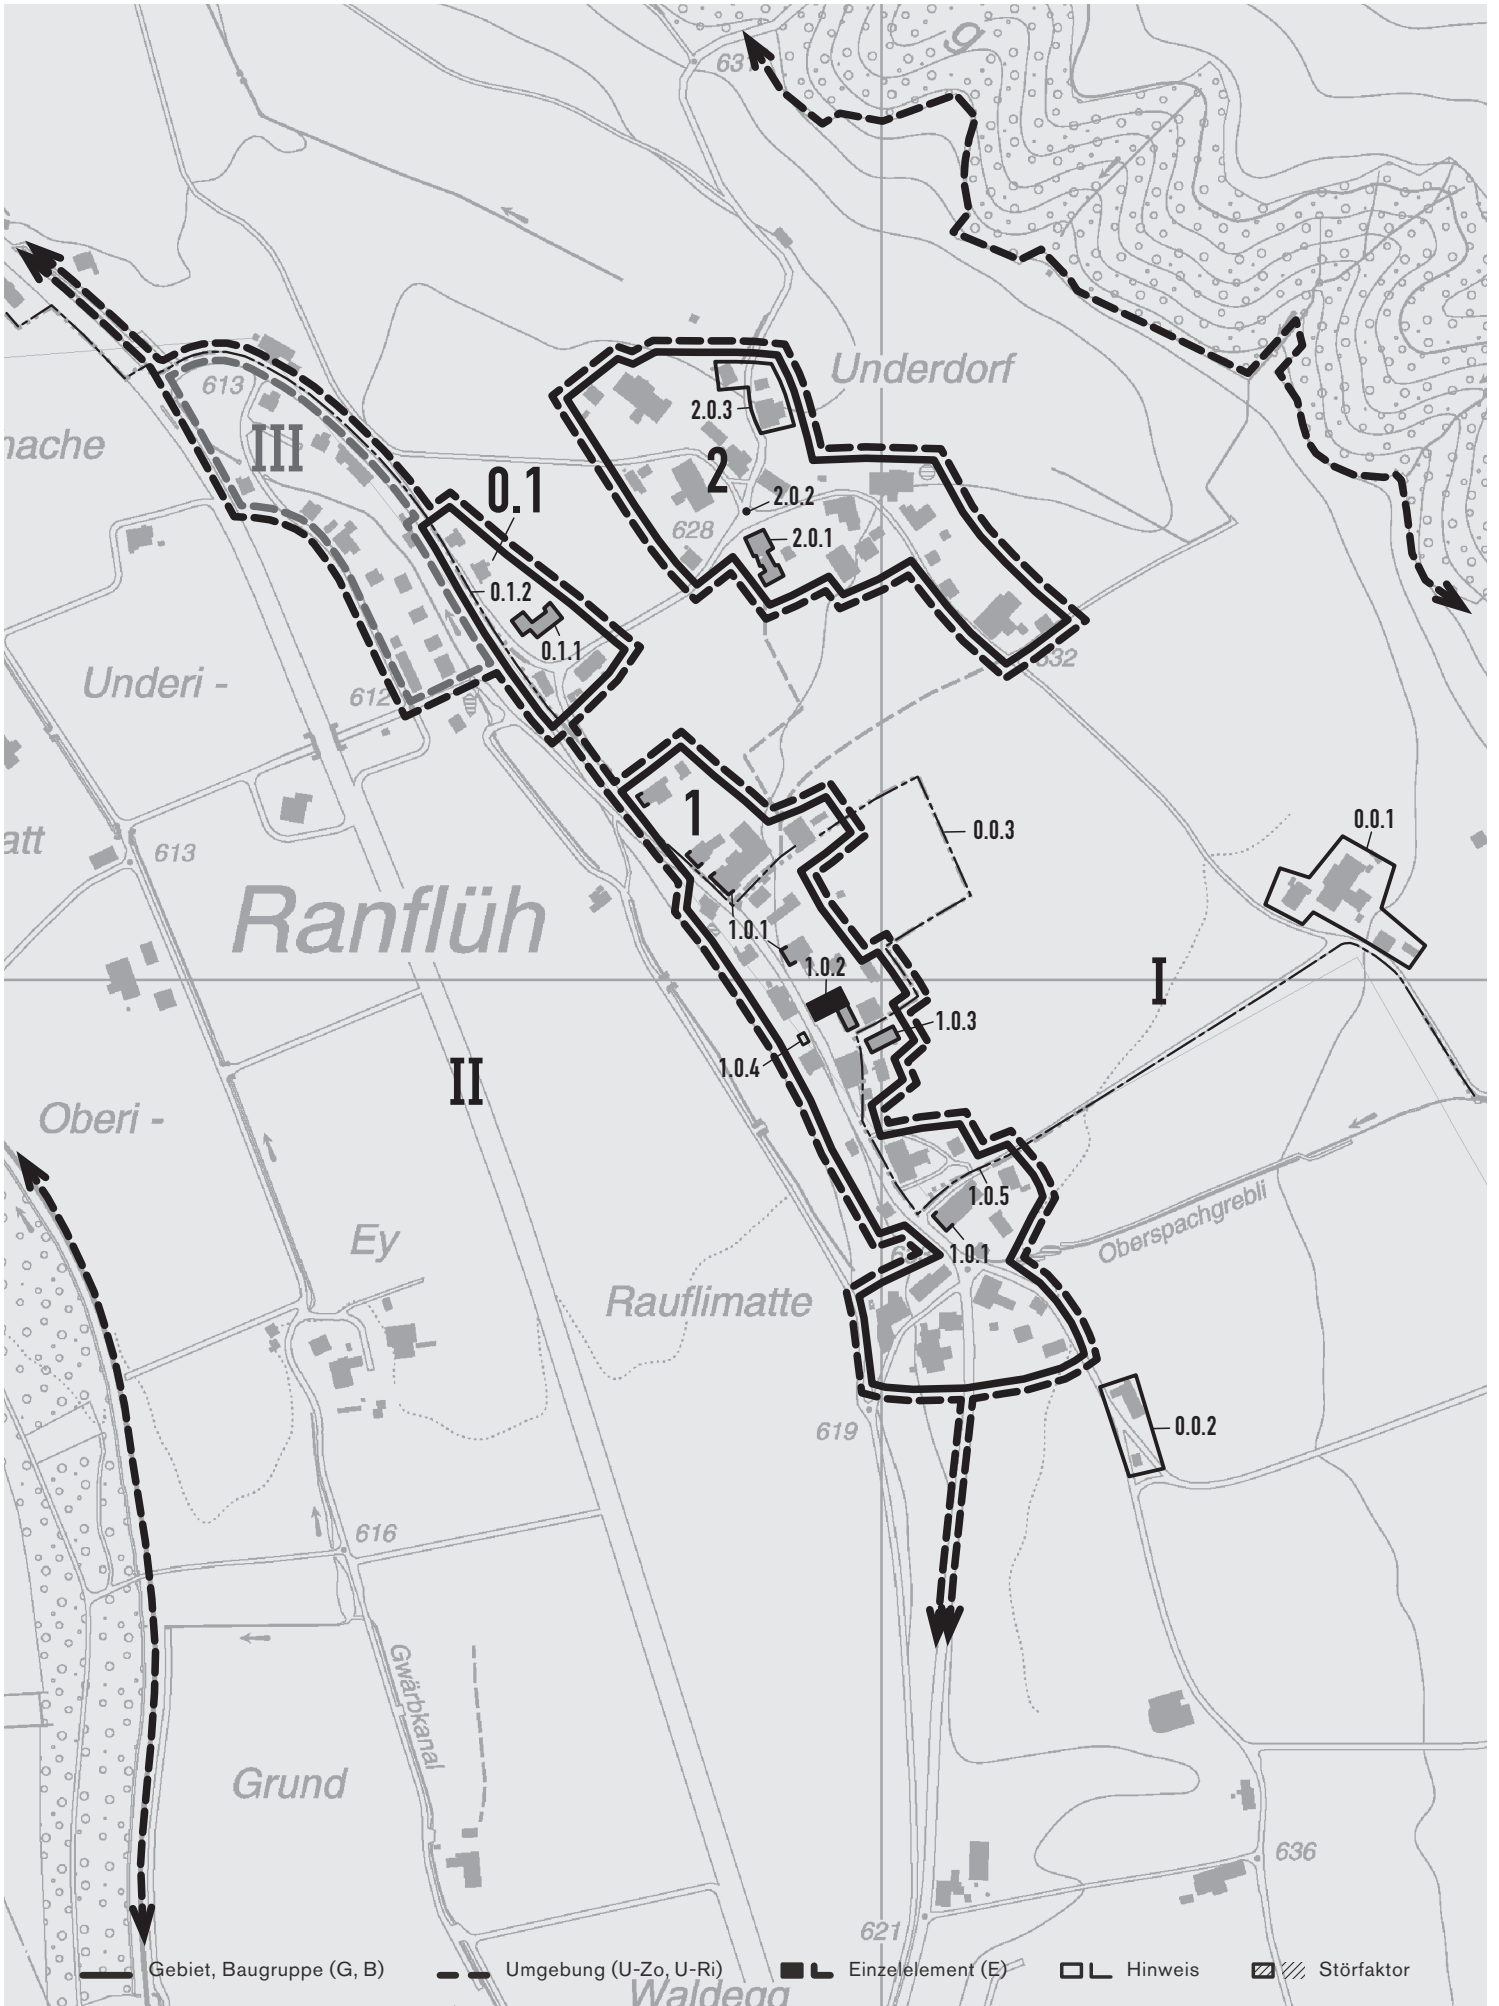 g
631
Underdorf
613
nache
III
2.0.3
0.1
2
2.0.2
628
2.0.1
0.1.2
0.1.1
632
Underi -
612
1
0.0.3
0.0.1
att
613
Ranflüh
1.0.1
1.0.2
I
1.0.3
1.0.4
II
Oberi -
1.0.5
Oberspachgrebli
Ey
1.0.1
Rauflimatte
619
0.0.2
616
Gwärbkanal
Grund
636
621
Gebiet, Baugruppe (G, B) Umgebung (U-Zo, U-Ri) Einzelelement (E) Hinweis Störfaktor
Waldegg